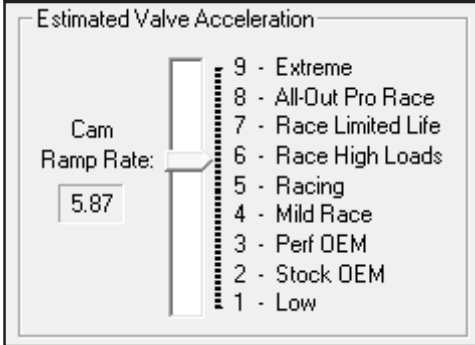 Estimated Valve Acceleration
Cam
Ramp Rate:
5.87
9 - Extreme
8 - All-Out Pro Race
7 - Race Limited Life
6 - Race High Loads
5 - Racing
4 - Mild Race
3 - Perf OEM
2 - Stock OEM
1 - Low